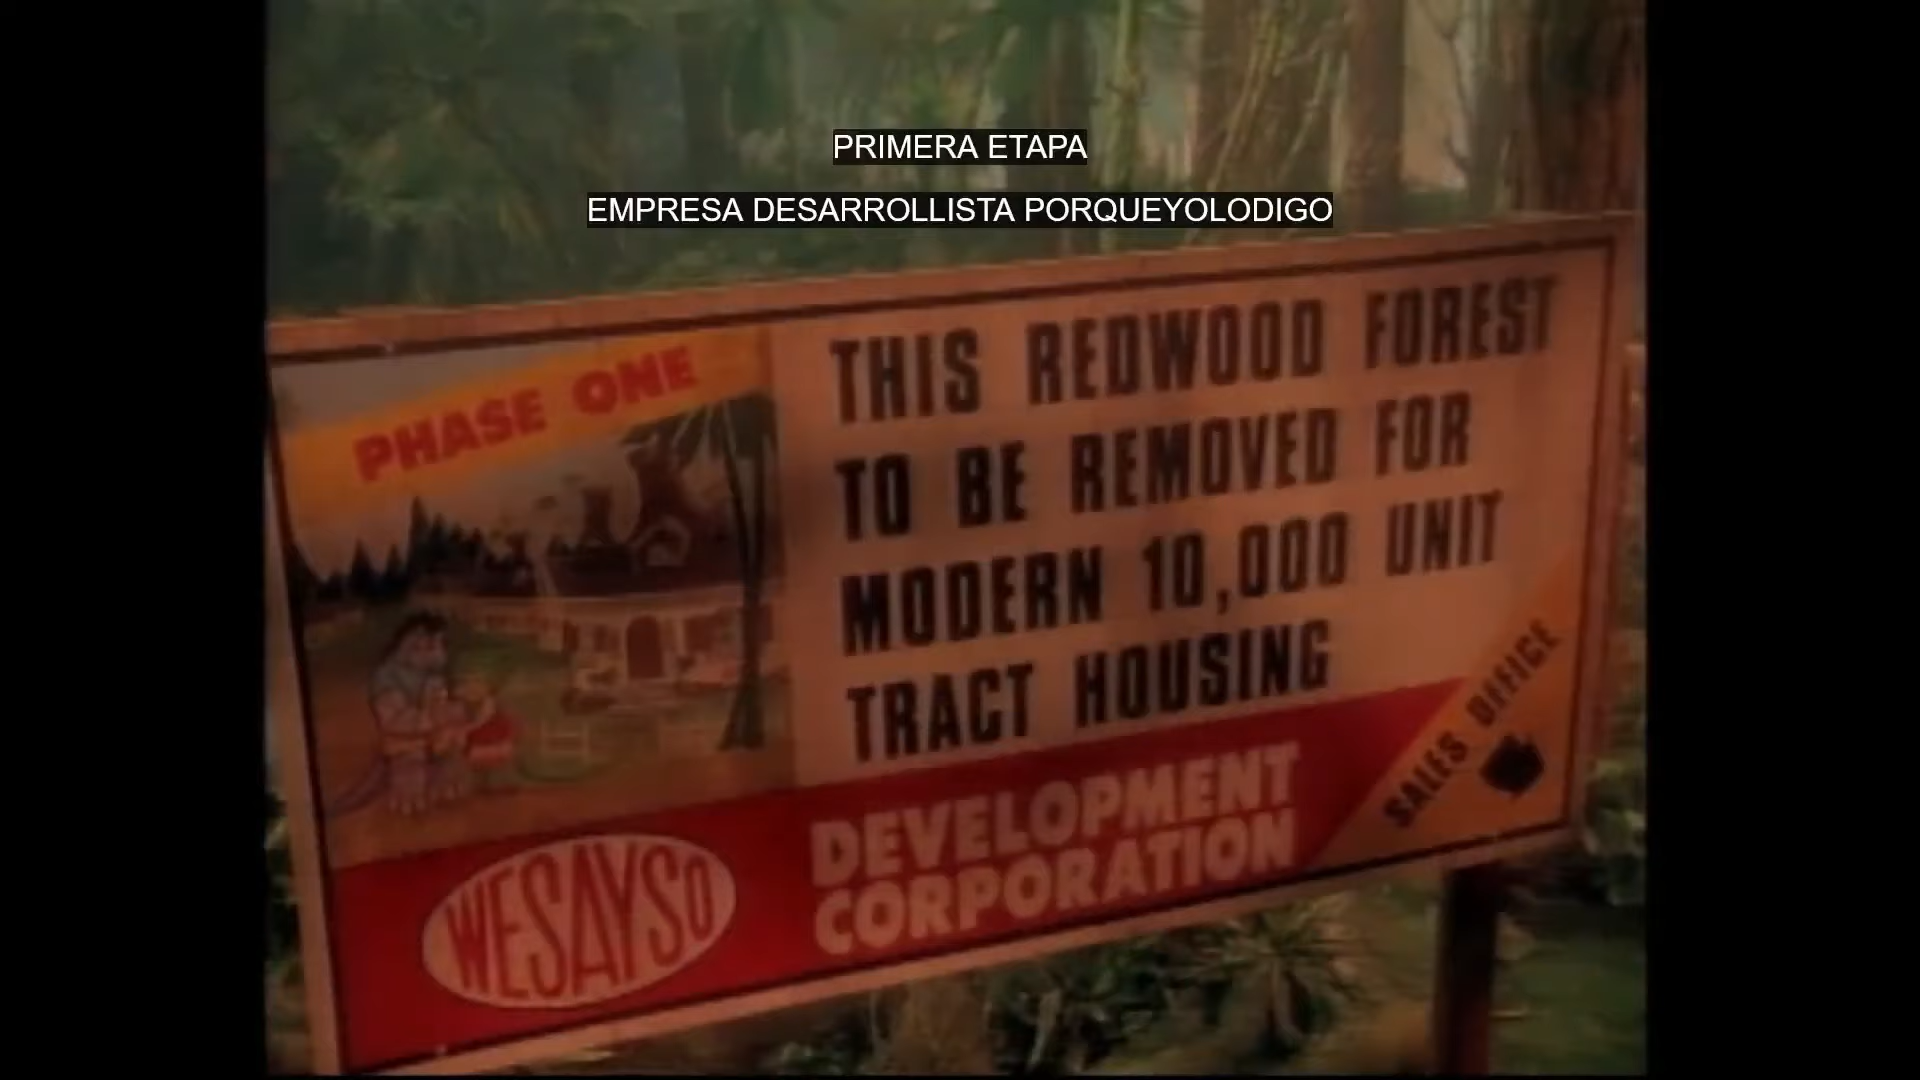 PRIMERA ETAPA
EMPRESA DESARROLLISTA PORQUEYOLODIGO
PHASE ONE
THIS REDWOOD FOREST
TO BE REMOVED FOR
MODERN 10,000 UNIT
TRACT HOUSING
SALES OFFICE
WESAYSO
DEVELOPMENT
CORPORATION